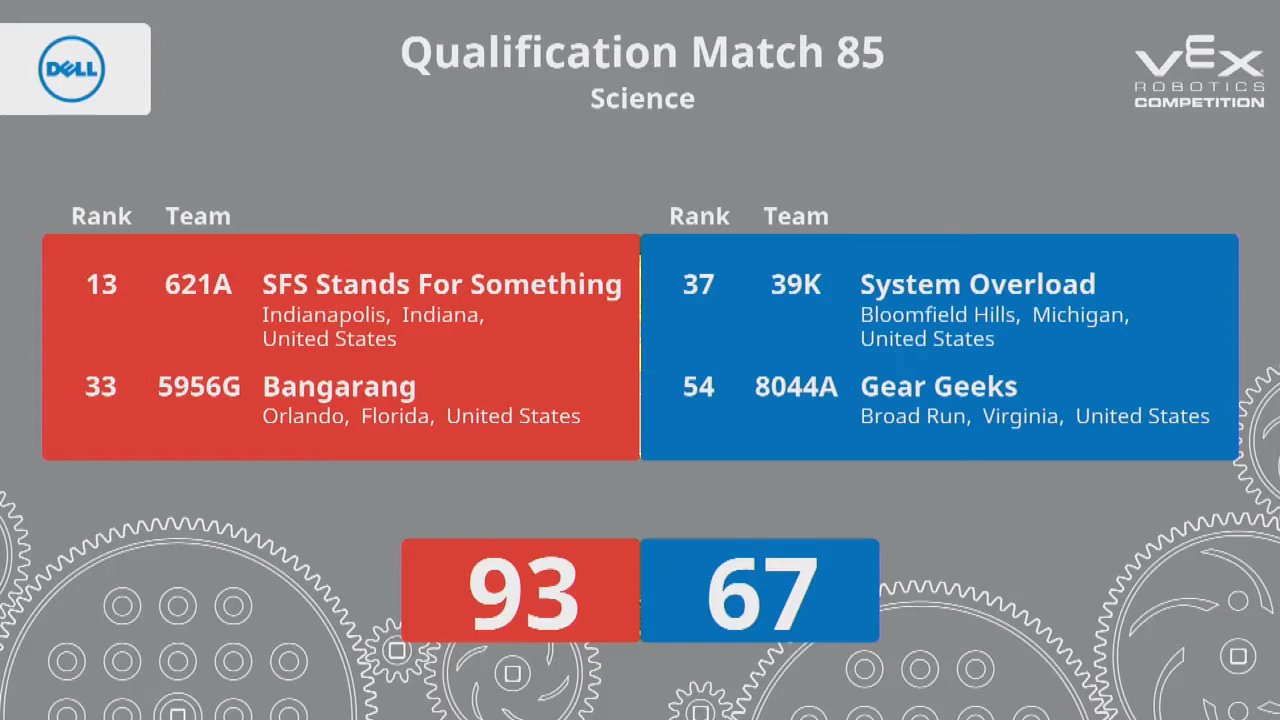 DELL
Qualification Match 85
Science
VEX
ROBOTICS
COMPETITION
Rank Team
13 621A SFS Stands For Something
Indianapolis, Indiana,
United States
33 5956G Bangarang
Orlando, Florida, United States
Rank Team
37 39K System Overload
Bloomfield Hills, Michigan,
United States
54 8044A Gear Geeks
Broad Run, Virginia, United States
93 67